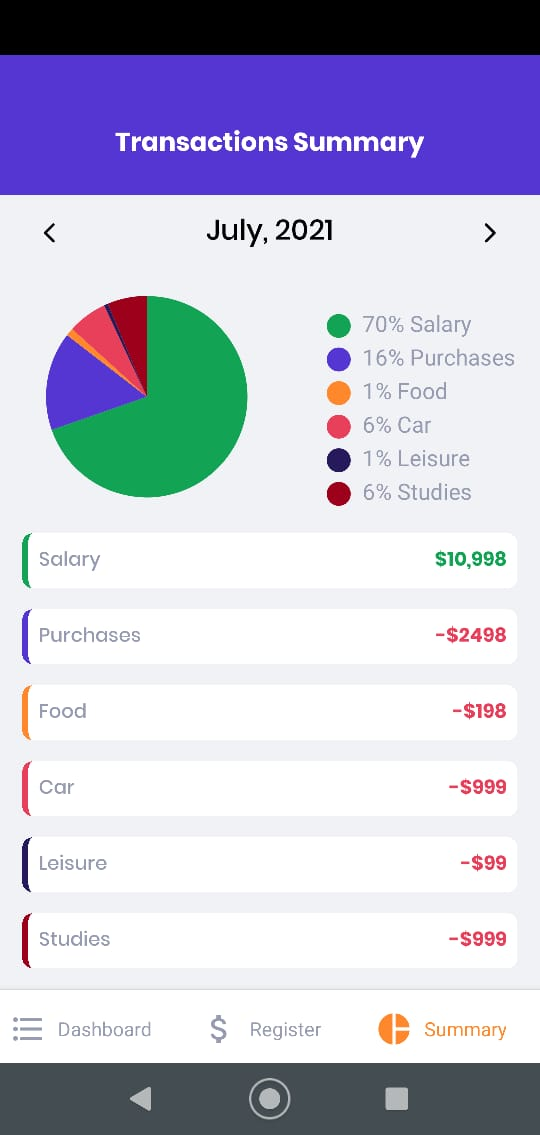 Transactions Summary
July, 2021
70% Salary
16% Purchases
1% Food
6% Car
1% Leisure
6% Studies
Salary $10,998
Purchases -$2498
Food -$198
Car -$999
Leisure -$99
Studies -$999
Dashboard $ Register Summary